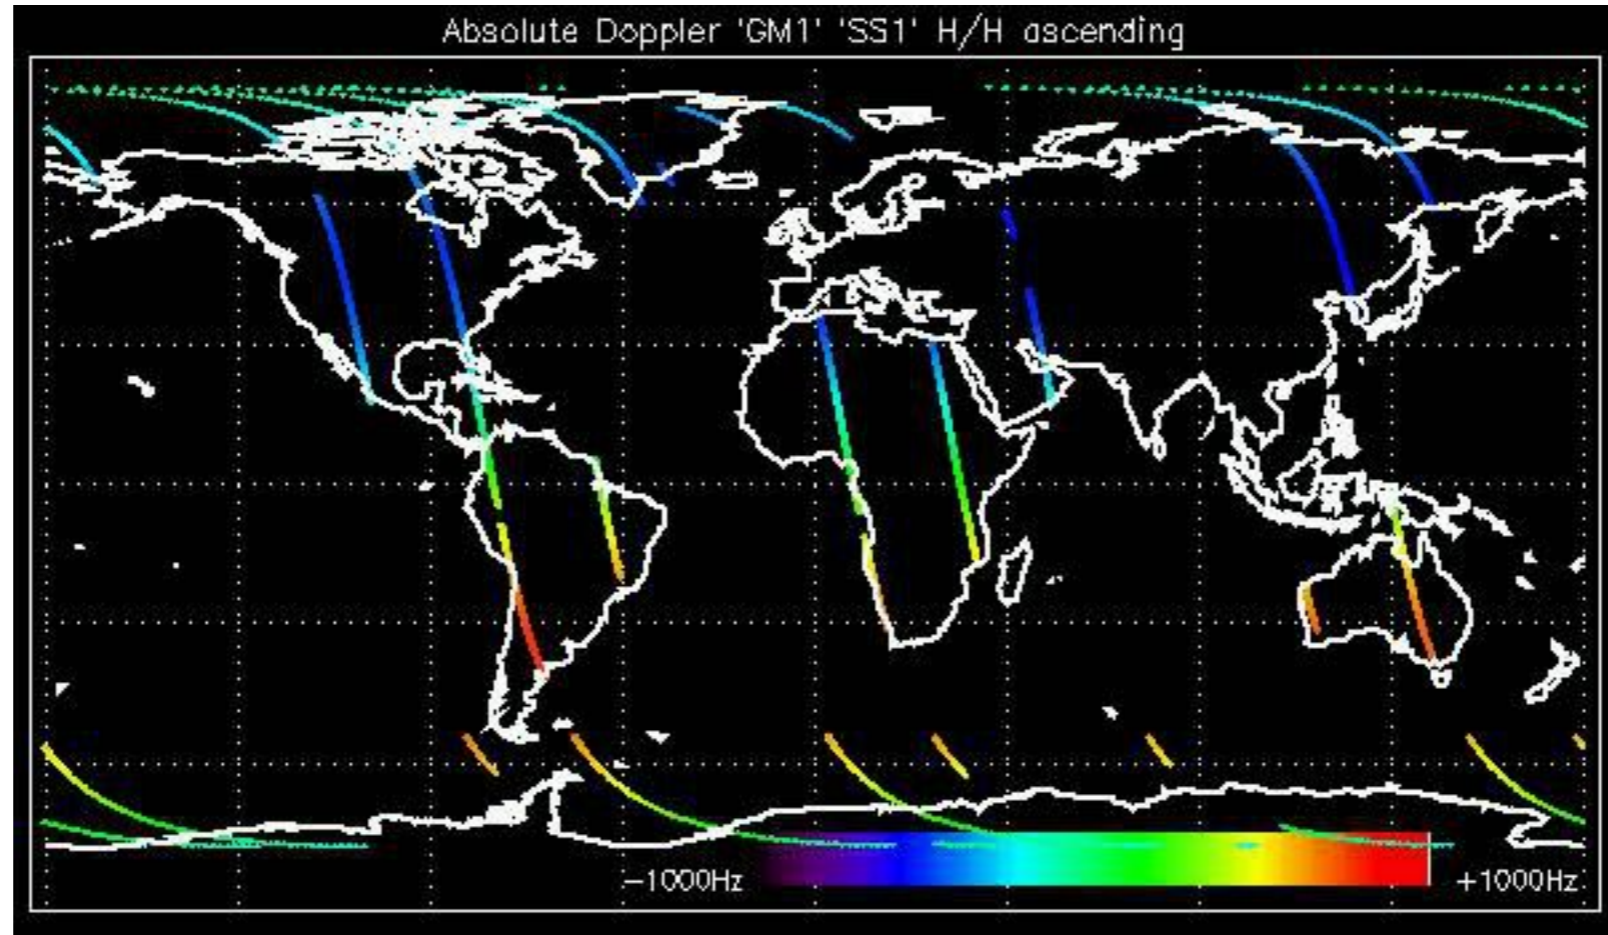 Absolute Doppler 'GM1' 'SS1' H/H ascending
−1000Hz
+1000Hz